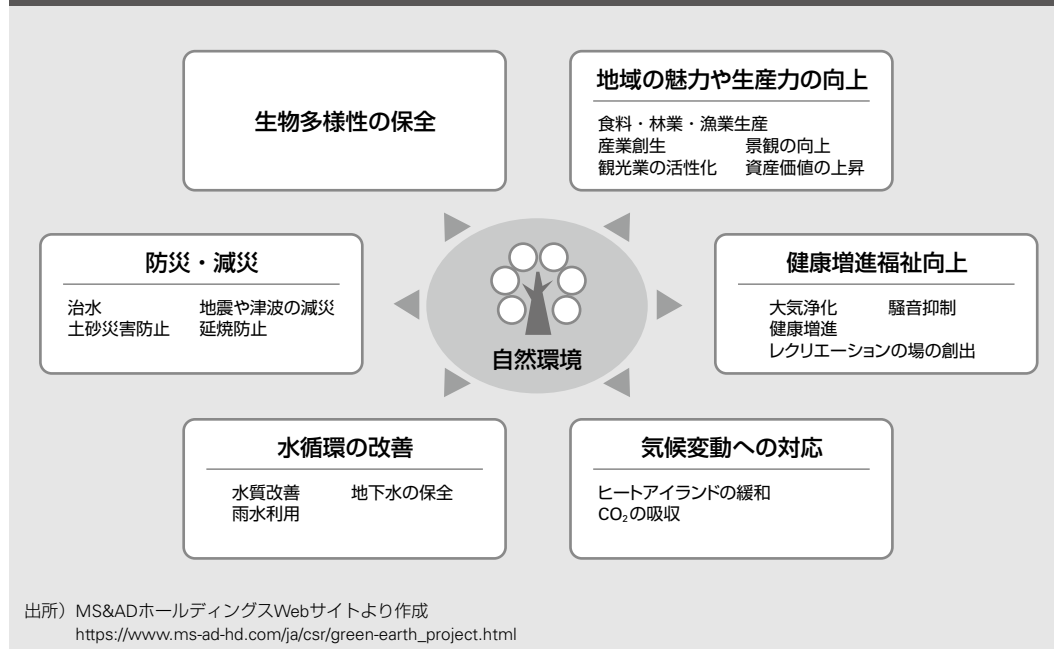 生物多様性の保全
地域の魅力や生産力の向上
食料・林業・漁業生産
産業創生　景観の向上
観光業の活性化　資産価値の上昇
防災・減災
治水　地震や津波の減災
土砂災害防止　延焼防止
自然環境
健康増進福祉向上
大気浄化　騒音抑制
健康増進
レクリエーションの場の創出
水循環の改善
水質改善　地下水の保全
雨水利用
気候変動への対応
ヒートアイランドの緩和
CO₂の吸収
出所）MS&ADホールディングスWebサイトより作成
https://www.ms-ad-hd.com/ja/csr/green-earth_project.html